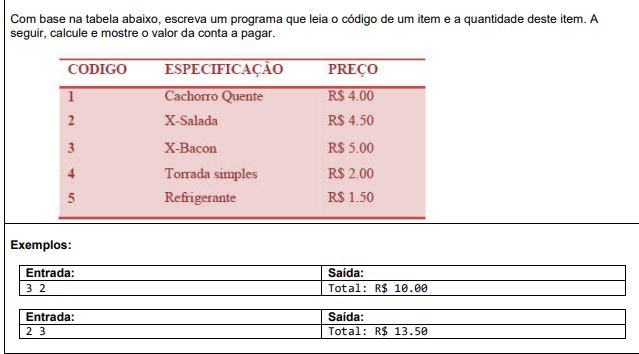 Com base na tabela abaixo, escreva um programa que leia o código de um item e a quantidade deste item. A
seguir, calcule e mostre o valor da conta a pagar.
CODIGO ESPECIFICAÇÃO PREÇO
1 Cachorro Quente R$ 4.00
2 X-Salada R$ 4.50
3 X-Bacon R$ 5.00
4 Torrada simples R$ 2.00
5 Refrigerante R$ 1.50
Exemplos:
Entrada: Saída:
3 2 Total: R$ 10.00
Entrada: Saída:
2 3 Total: R$ 13.50